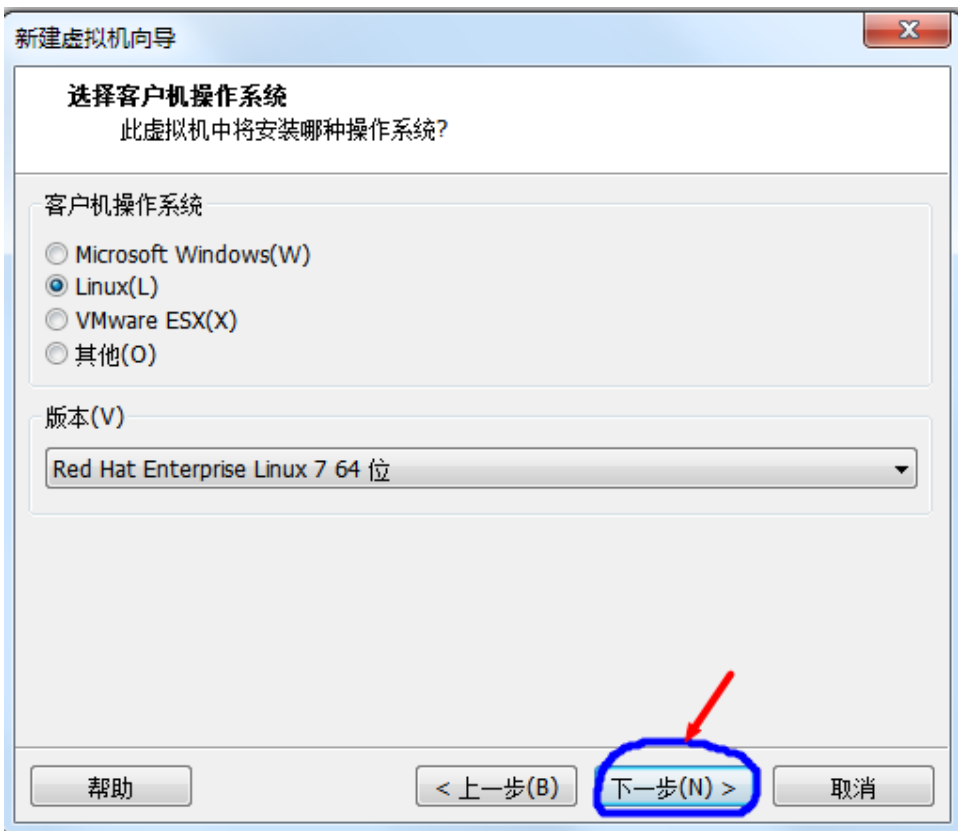 新建虚拟机向导
选择客户机操作系统
此虚拟机中将安装哪种操作系统?
客户机操作系统
Microsoft Windows(W)
Linux(L)
VMware ESX(X)
其他(O)
版本(V)
Red Hat Enterprise Linux 7 64 位
帮助
< 上一步(B)
下一步(N) >
取消